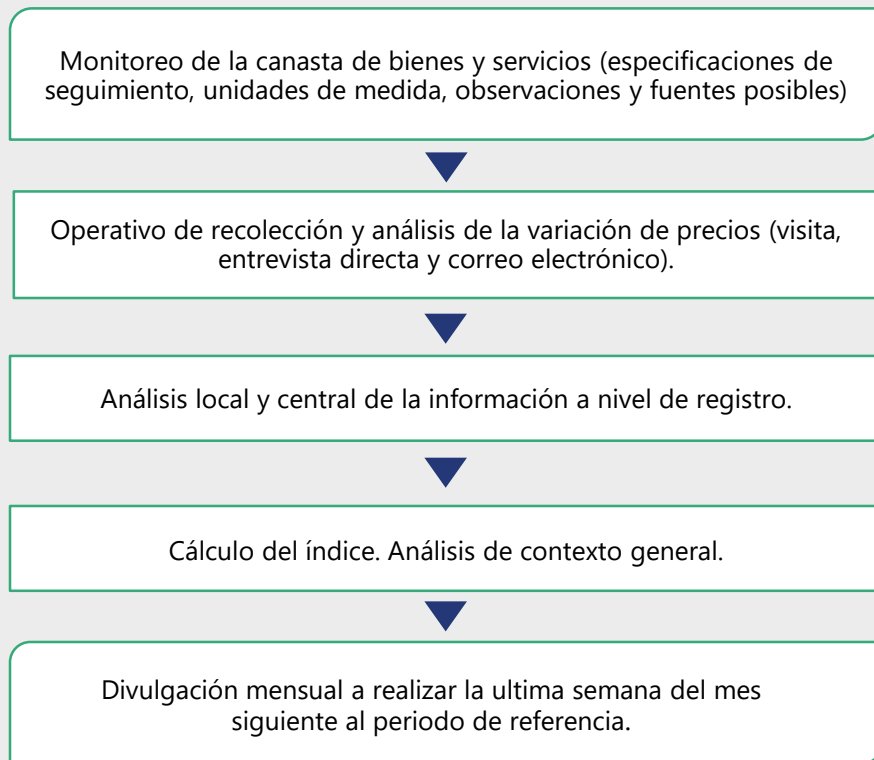 Monitoreo de la canasta de bienes y servicios (especificaciones de
seguimiento, unidades de medida, observaciones y fuentes posibles)
Operativo de recolección y análisis de la variación de precios (visita,
entrevista directa y correo electrónico).
Análisis local y central de la información a nivel de registro.
Cálculo del índice. Análisis de contexto general.
Divulgación mensual a realizar la ultima semana del mes
siguiente al periodo de referencia.